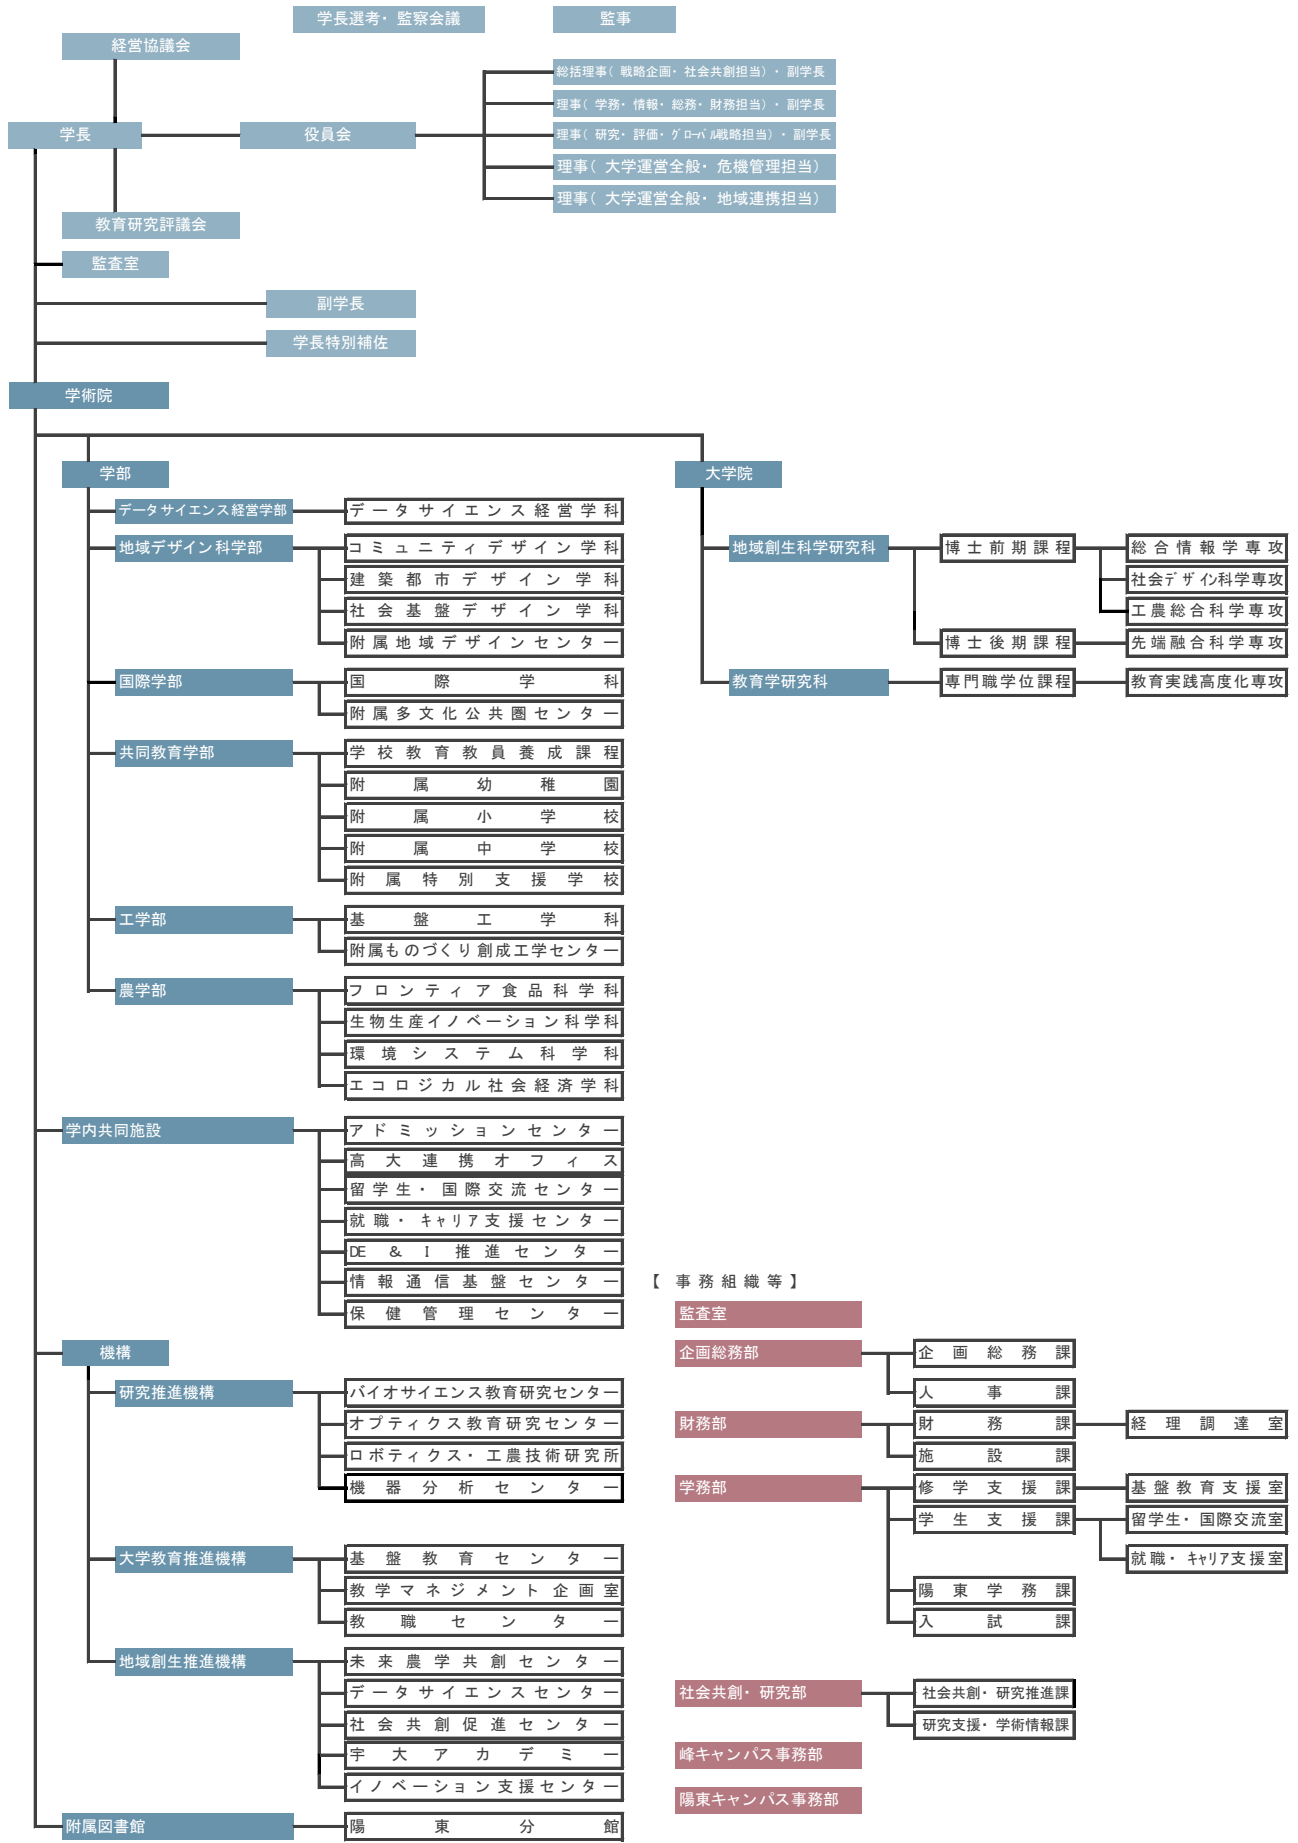 学長選考・監察会議
監事
経営協議会
総括理事(戦略企画・社会共創担当)・副学長
理事(学務・情報・総務・財務担当)・副学長
学長
役員会
理事(研究・評価・グローバル戦略担当)・副学長
理事(大学運営全般・危機管理担当)
理事(大学運営全般・地域連携担当)
教育研究評議会
監査室
副学長
学長特別補佐
学術院
学部
データサイエンス経営学部
データサイエンス経営学科
地域デザイン科学部
コミュニティデザイン学科
建築都市デザイン学科
社会基盤デザイン学科
附属地域デザインセンター
国際学部
国際学科
附属多文化公共圏センター
共同教育学部
学校教育教員養成課程
附属幼稚園
附属小学校
附属中学校
附属特別支援学校
工学部
基盤工学科
附属ものづくり創成工学センター
農学部
フロンティア食品科学科
生物生産イノベーション科学科
環境システム科学科
エコロジカル社会経済学科
大学院
地域創生科学研究科
博士前期課程
総合情報学専攻
社会デザイン科学専攻
工農総合科学専攻
博士後期課程
先端融合科学専攻
教育学研究科
専門職学位課程
教育実践高度化専攻
学内共同施設
アドミッションセンター
高大連携オフィス
留学生・国際交流センター
就職・キャリア支援センター
DE&I推進センター
情報通信基盤センター
保健管理センター
機構
研究推進機構
バイオサイエンス教育研究センター
オプティクス教育研究センター
ロボティクス・工農技術研究所
機器分析センター
大学教育推進機構
基盤教育センター
教学マネジメント企画室
教職センター
地域創生推進機構
未来農学共創センター
データサイエンスセンター
社会共創促進センター
宇大アカデミー
イノベーション支援センター
附属図書館
陽東分館
【事務組織等】
監査室
企画総務部
企画総務課
人事課
財務部
財務課
経理調達室
施設課
学務部
修学支援課
基盤教育支援室
学生支援課
留学生・国際交流室
就職・キャリア支援室
陽東学務課
入試課
社会共創・研究部
社会共創・研究推進課
研究支援・学術情報課
峰キャンパス事務部
陽東キャンパス事務部